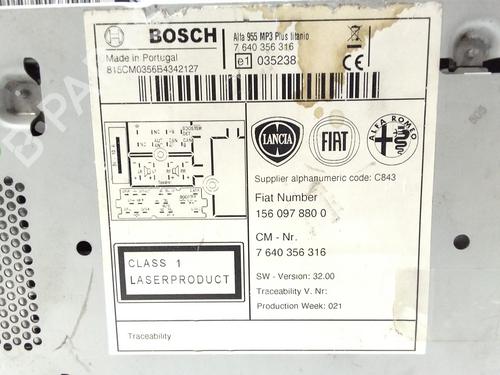 BOSCH
Alfa 955 MP3 Plus titanio
7 640 356 316
Made in Portugal
e1 035238 CE
815CM0356B4342127
LANCIA
FIAT
ALFA ROMEO
Supplier alphanumeric code: C843
Fiat Number
156 097 880 0
CM - Nr.
7 640 356 316
CLASS 1
LASERPRODUCT
SW - Version: 32.00
Traceability V. Nr:
Production Week: 021
Traceability